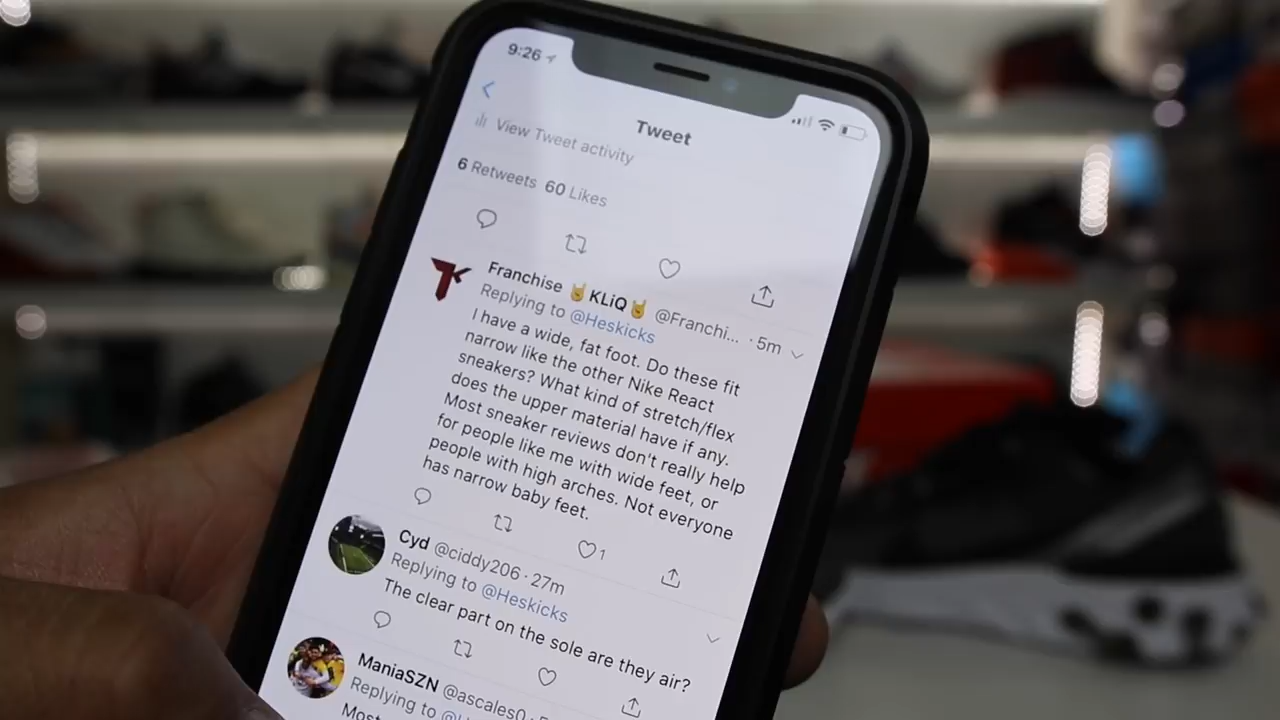 9:26
Tweet
View Tweet activity
6 Retweets 60 Likes
Franchise 🤘KLiQ🤘 @Franchi... · 5m
Replying to @Heskicks
I have a wide, fat foot. Do these fit
narrow like the other Nike React
sneakers? What kind of stretch/flex
does the upper material have if any.
Most sneaker reviews don't really help
for people like me with wide feet, or
people with high arches. Not everyone
has narrow baby feet.
1
Cyd @ciddy206 · 27m
Replying to @Heskicks
The clear part on the sole are they air?
ManiaSZN @ascales0
Replying to
Most